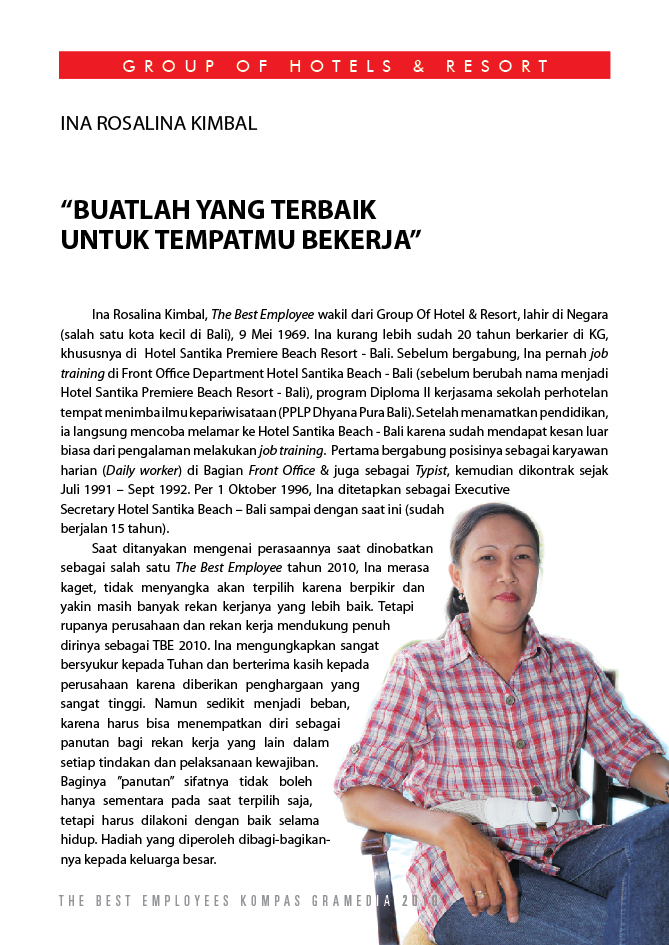 GROUP OF HOTELS & RESORT
INA ROSALINA KIMBAL
“BUATLAH YANG TERBAIK
UNTUK TEMPATMU BEKERJA”
Ina Rosalina Kimbal, The Best Employee wakil dari Group Of Hotel & Resort, lahir di Negara
(salah satu kota kecil di Bali), 9 Mei 1969. Ina kurang lebih sudah 20 tahun berkarier di KG,
khususnya di Hotel Santika Premiere Beach Resort - Bali. Sebelum bergabung, Ina pernah job
training di Front Office Department Hotel Santika Beach - Bali (sebelum berubah nama menjadi
Hotel Santika Premiere Beach Resort - Bali), program Diploma II kerjasama sekolah perhotelan
tempat menimba ilmu kepariwisataan (PPLP Dhyana Pura Bali). Setelah menamatkan pendidikan,
ia langsung mencoba melamar ke Hotel Santika Beach - Bali karena sudah mendapat kesan luar
biasa dari pengalaman melakukan job training. Pertama bergabung posisinya sebagai karyawan
harian (Daily worker) di Bagian Front Office & juga sebagai Typist, kemudian dikontrak sejak
Juli 1991 – Sept 1992. Per 1 Oktober 1996, Ina ditetapkan sebagai Executive
Secretary Hotel Santika Beach – Bali sampai dengan saat ini (sudah
berjalan 15 tahun).
Saat ditanyakan mengenai perasaannya saat dinobatkan
sebagai salah satu The Best Employee tahun 2010, Ina merasa
kaget, tidak menyangka akan terpilih karena berpikir dan
yakin masih banyak rekan kerjanya yang lebih baik. Tetapi
rupanya perusahaan dan rekan kerja mendukung penuh
dirinya sebagai TBE 2010. Ina mengungkapkan sangat
bersyukur kepada Tuhan dan berterima kasih kepada
perusahaan karena diberikan penghargaan yang
sangat tinggi. Namun sedikit menjadi beban,
karena harus bisa menempatkan diri sebagai
panutan bagi rekan kerja yang lain dalam
setiap tindakan dan pelaksanaan kewajiban.
Baginya ”panutan” sifatnya tidak boleh
hanya sementara pada saat terpilih saja,
tetapi harus dilakoni dengan baik selama
hidup. Hadiah yang diperoleh dibagi-bagikan-
nya kepada keluarga besar.
THE BEST EMPLOYEES KOMPAS GRAMEDIA 2010